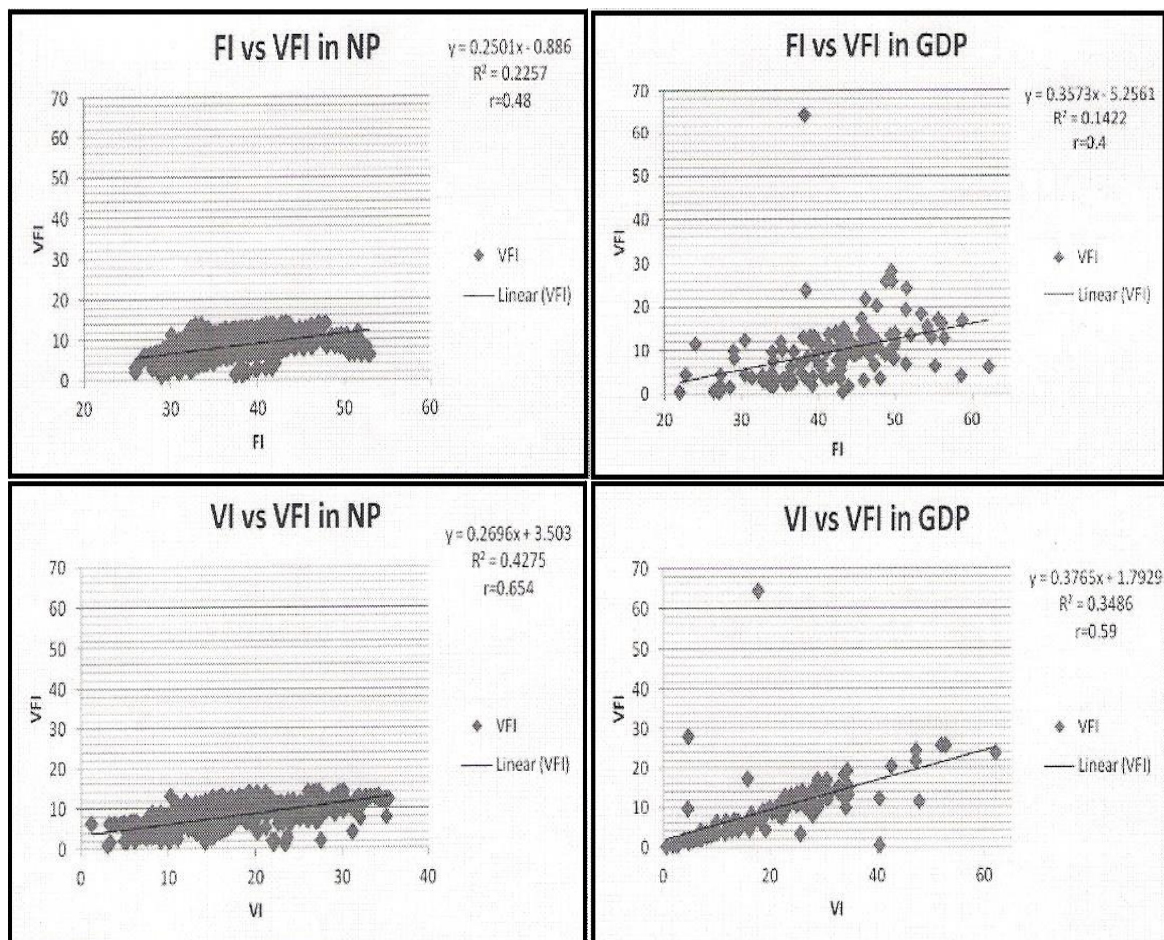 FI vs VFI in NP
y = 0.2501x - 0.886
R² = 0.2257
r=0.48
70
60
50
40
30
20
10
0
VFI
20 30 40 50 60
FI
VFI
Linear (VFI)
FI vs VFI in GDP
y = 0.3573x - 5.2561
R² = 0.1422
r=0.4
70
60
50
40
30
20
10
0
VFI
20 30 40 50 60
FI
VFI
Linear (VFI)
VI vs VFI in NP
y = 0.2696x + 3.503
R² = 0.4275
r=0.654
70
60
50
40
30
20
10
0
VFI
0 10 20 30 40
VI
VFI
Linear (VFI)
VI vs VFI in GDP
y = 0.3765x + 1.7929
R² = 0.3486
r=0.59
70
60
50
40
30
20
10
0
VFI
0 20 40 60
VI
VFI
Linear (VFI)